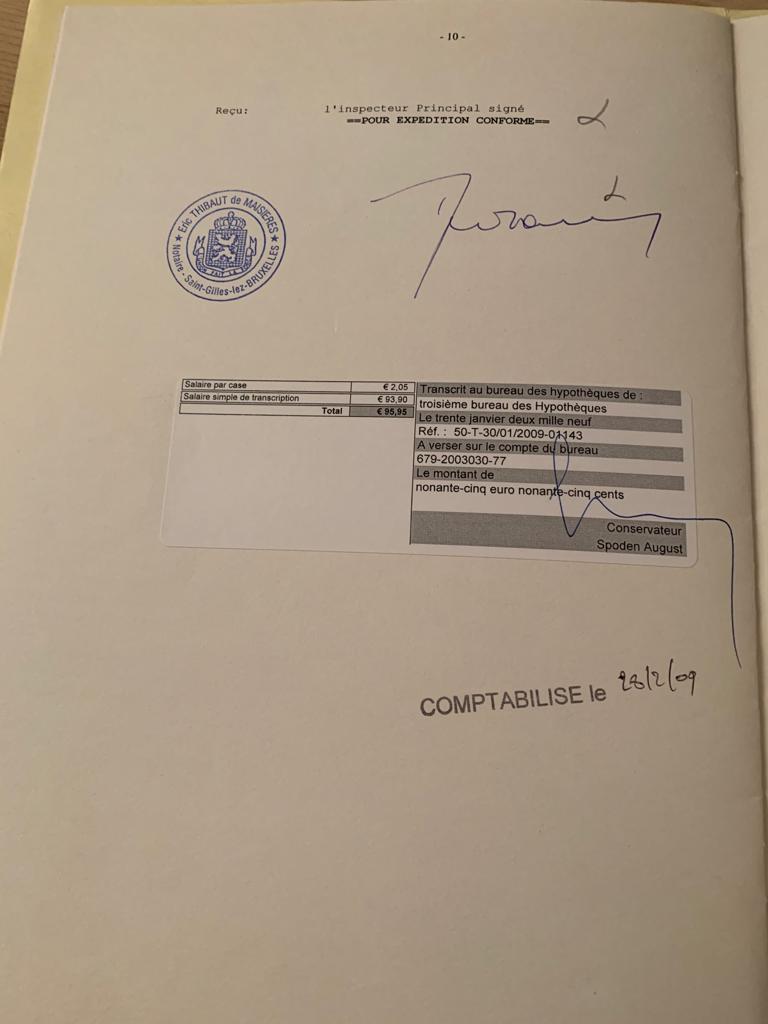 - 10 -
Reçu: l'inspecteur Principal signé
==POUR EXPEDITION CONFORME==
★ Eric THIBAUT de MAISIERES ★
Notaire - Saint-Gilles-lez-BRUXELLES
Salaire par case € 2,05
Salaire simple de transcription € 93,90
Total € 95,95
Transcrit au bureau des hypothèques de :
troisième bureau des Hypothèques
Le trente janvier deux mille neuf
Réf. : 50-T-30/01/2009-01143
A verser sur le compte du bureau
679-2003030-77
Le montant de
nonante-cinq euro nonante-cinq cents
Conservateur
Spoden August
COMPTABILISE le 28/2/09